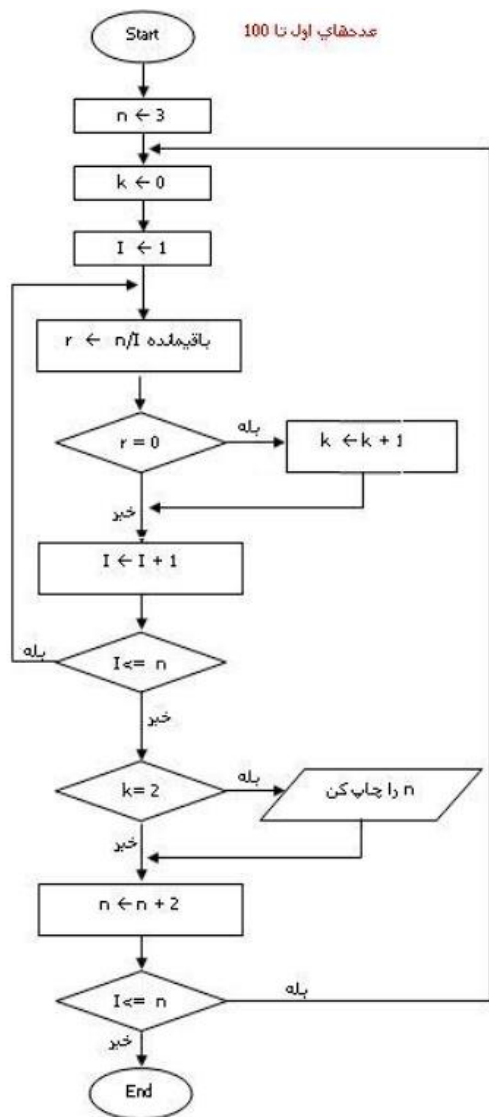 Start
عددهاي اول تا 100
n ← 3
k ← 0
I ← 1
r ← n/I باقیمانده
r = 0
بله
k ← k + 1
خیر
I ← I + 1
بله
I<= n
خیر
k= 2
بله
n را چاپ کن
خیر
n ← n + 2
I<= n
بله
خیر
End